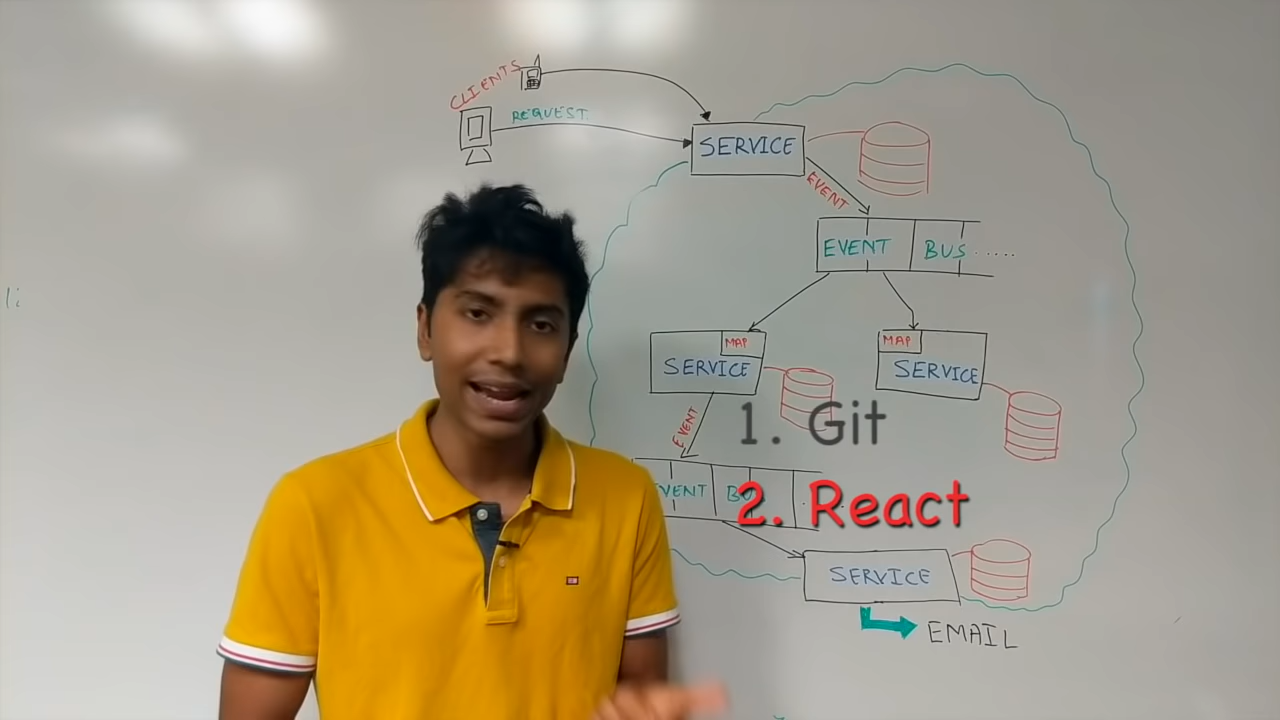 CLIENTS
REQUEST
SERVICE
EVENT
EVENT BUS .....
MAP
SERVICE
MAP
SERVICE
EVENT
1. Git
2. React
SERVICE
EMAIL